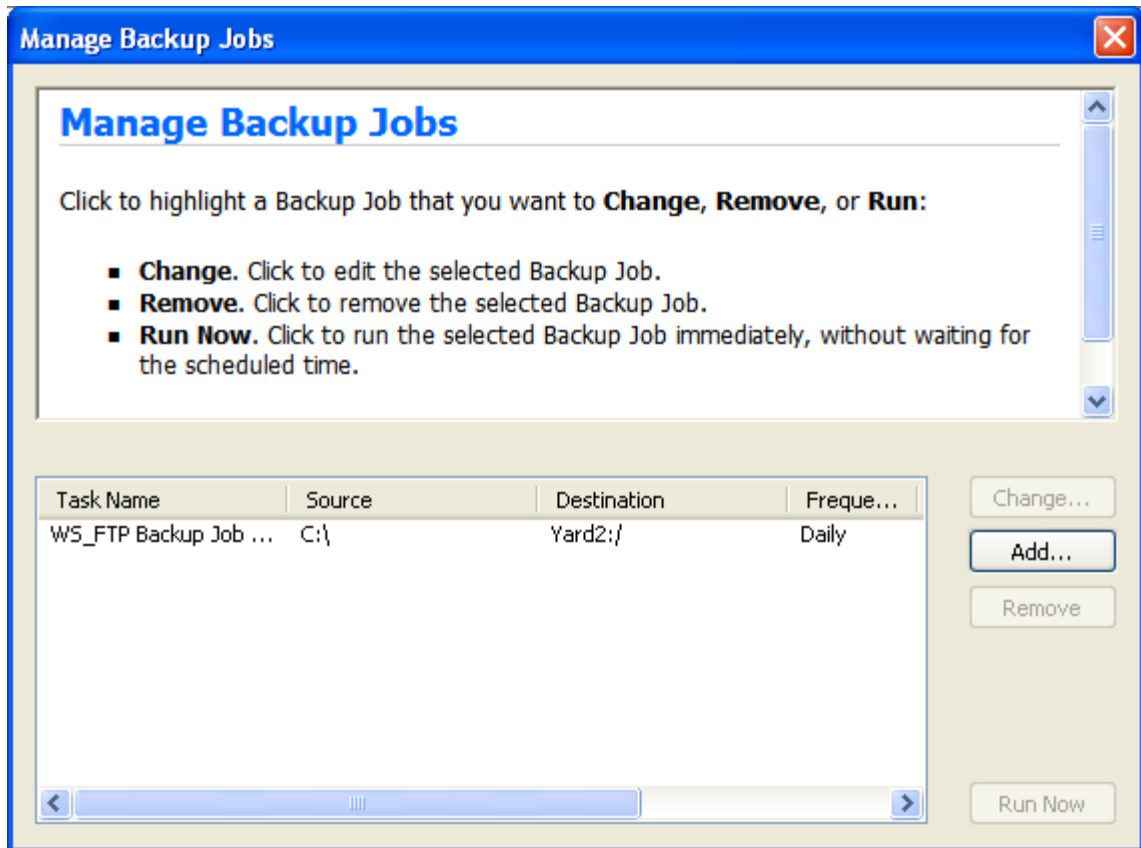 Manage Backup Jobs
Manage Backup Jobs
Click to highlight a Backup Job that you want to Change, Remove, or Run:
▪ Change. Click to edit the selected Backup Job.
▪ Remove. Click to remove the selected Backup Job.
▪ Run Now. Click to run the selected Backup Job immediately, without waiting for
the scheduled time.
Task Name Source Destination Freque...
WS_FTP Backup Job ... C:\ Yard2:/ Daily
Change...
Add...
Remove
Run Now